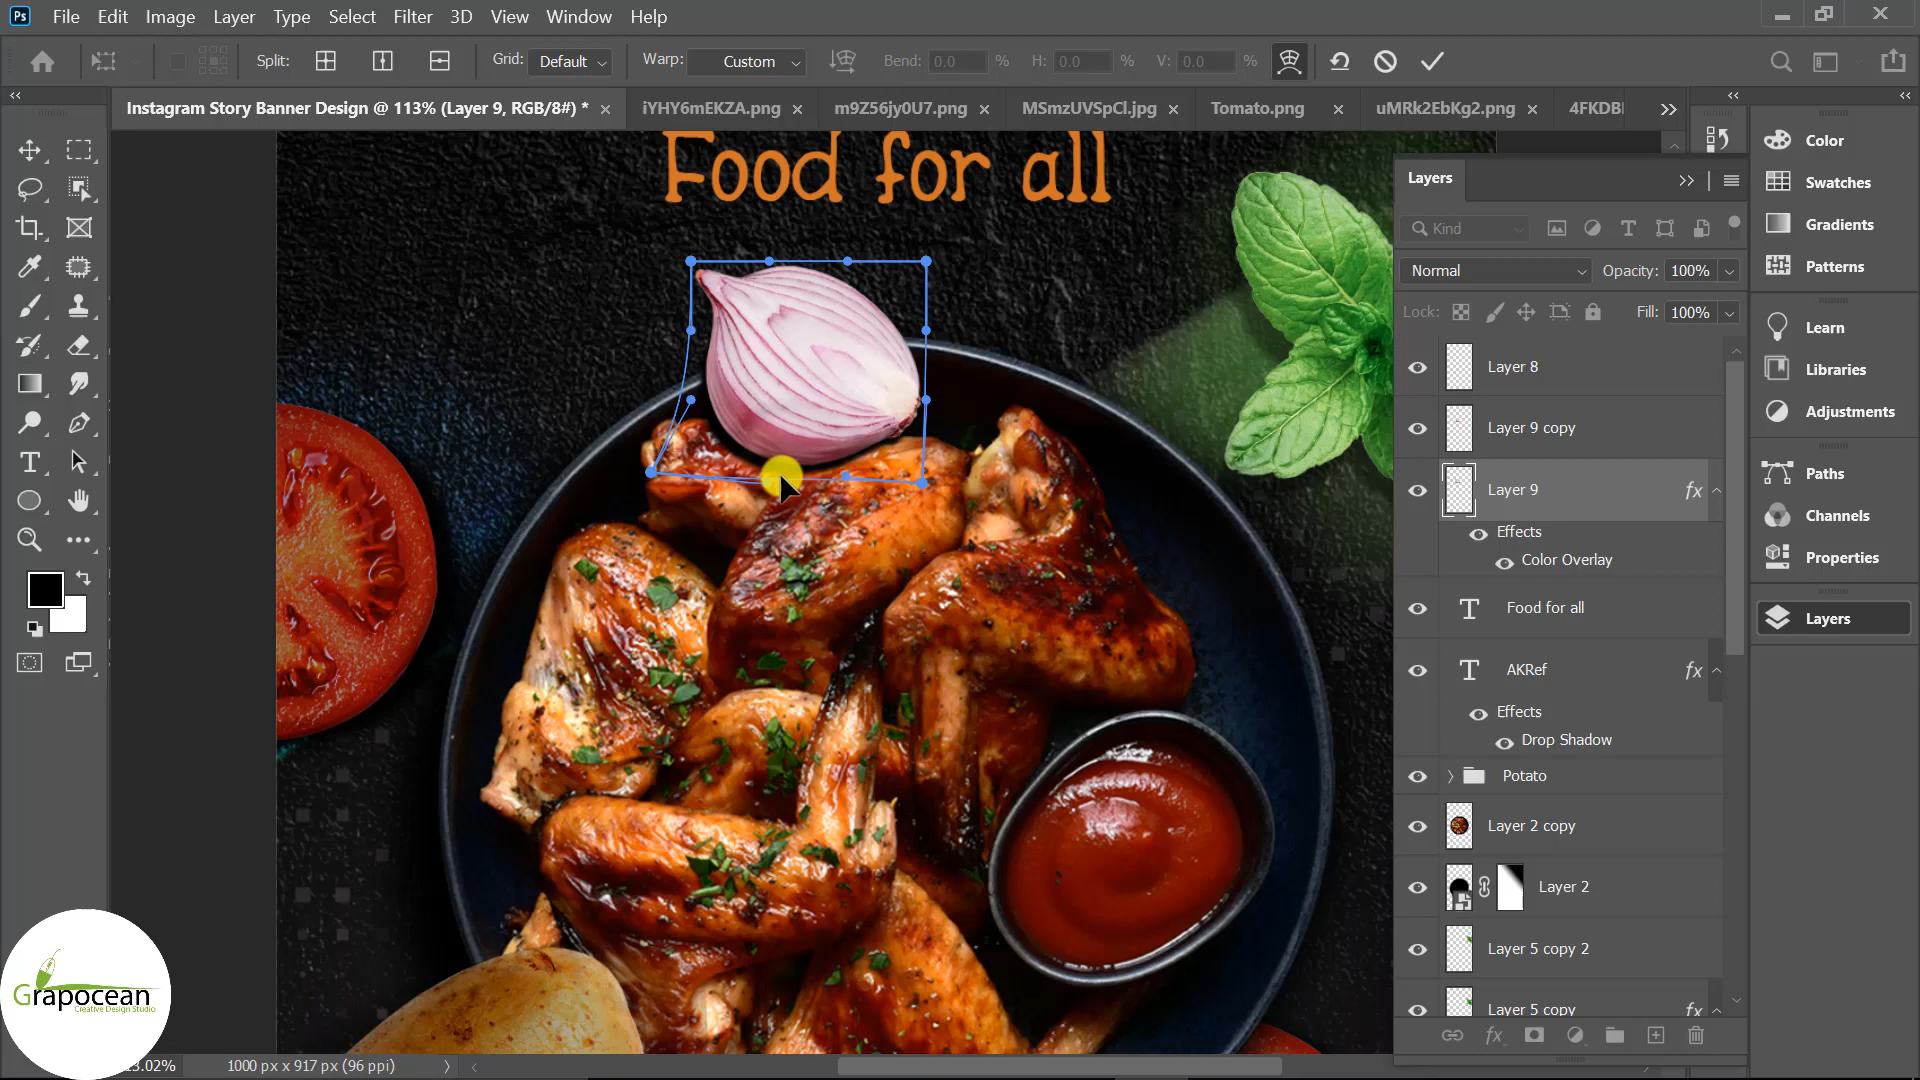 Ps File Edit Image Layer Type Select Filter 3D View Window Help
Split: Grid: Default Warp: Custom Bend: 0.0 % H: 0.0 % V: 0.0 %
Instagram Story Banner Design @ 113% (Layer 9, RGB/8#) * iYHY6mEKZA.png m9Z56jy0U7.png MSmzUVSpCl.jpg Tomato.png uMRk2EbKg2.png
Food for all
Layers
Kind
Normal Opacity: 100%
Lock: Fill: 100%
Layer 8
Layer 9 copy
Layer 9 fx
Effects
Color Overlay
Food for all
AKRef fx
Effects
Drop Shadow
Potato
Layer 2 copy
Layer 2
Layer 5 copy 2
Layer 5 copy fx
fx
Color
Swatches
Gradients
Patterns
Learn
Libraries
Adjustments
Paths
Channels
Properties
Layers
Grapocean
Creative Design Studio
1000 px x 917 px (96 ppi)